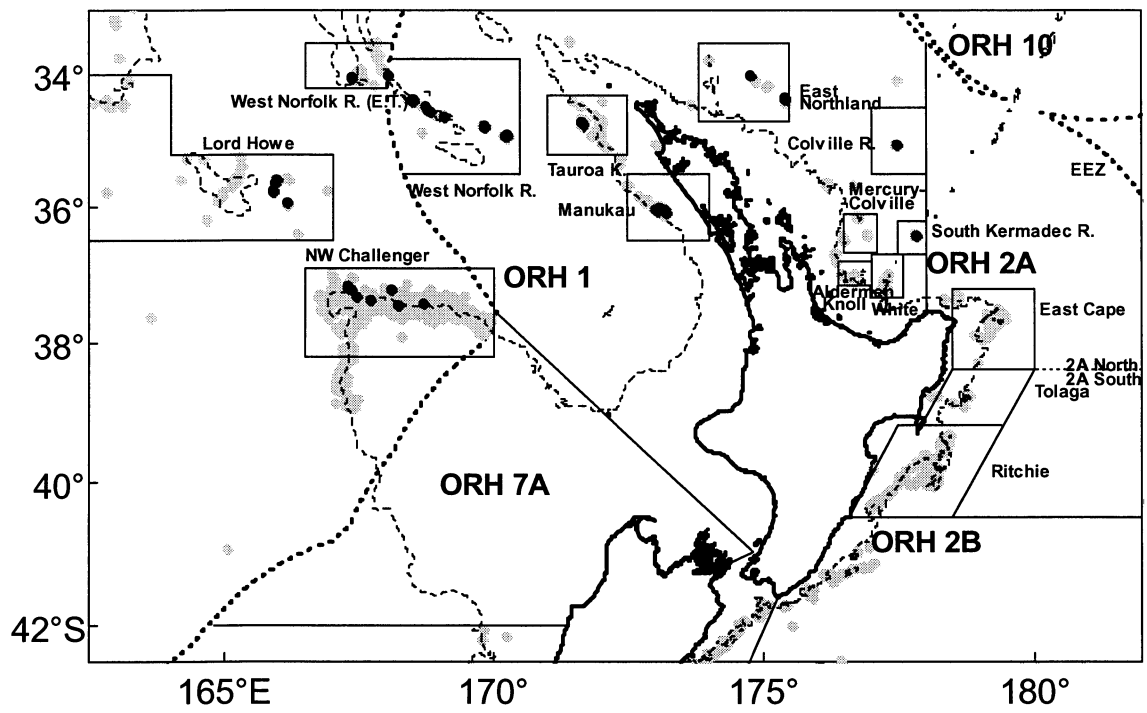 ORH 10
34°
West Norfolk R. (E.T.)
East
Northland
Lord Howe
Colville R.
EEZ
Tauroa K
West Norfolk R.
Mercury-
Colville
36°
Manukau
South Kermadec R.
NW Challenger
ORH 1
ORH 2A
Aldermen
Knoll
White
East Cape
38°
2A North
2A South
Tolaga
40°
ORH 7A
Ritchie
ORH 2B
42°S
165°E
170°
175°
180°